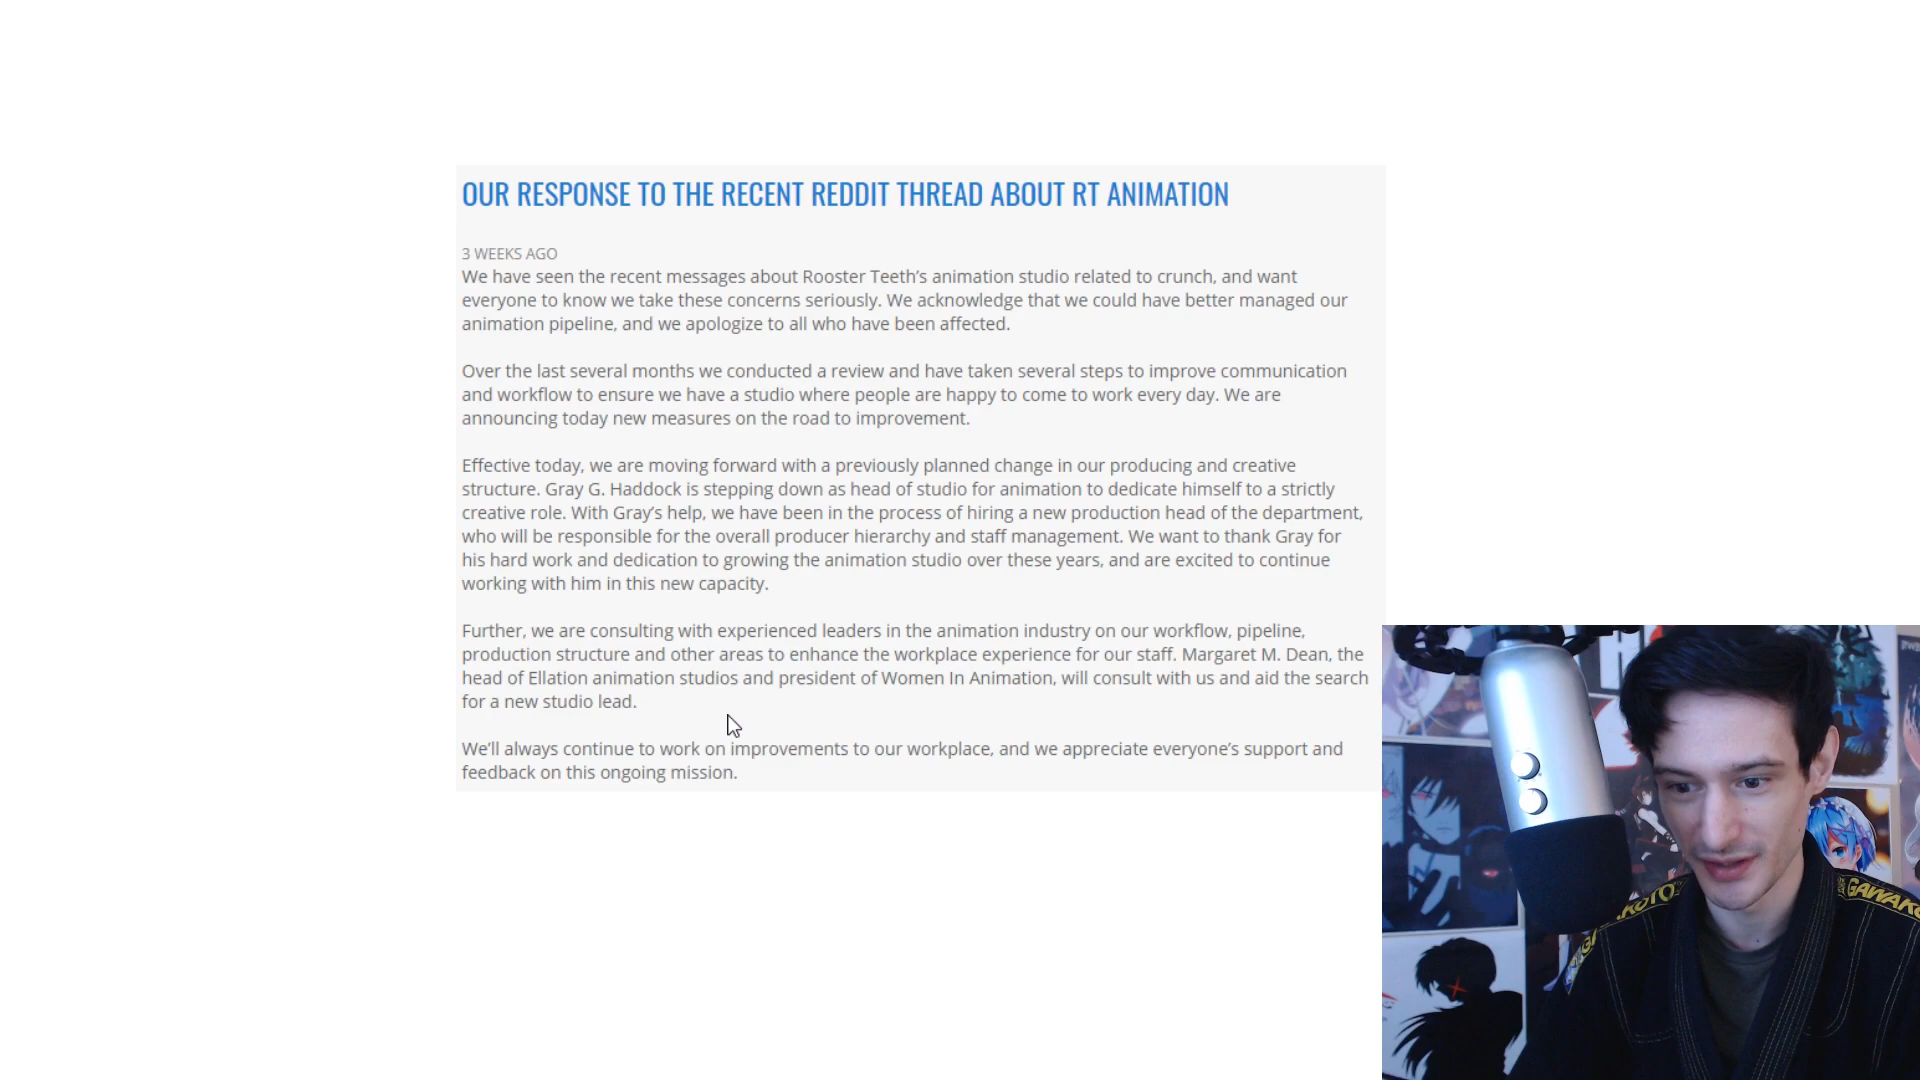 OUR RESPONSE TO THE RECENT REDDIT THREAD ABOUT RT ANIMATION
3 WEEKS AGO
We have seen the recent messages about Rooster Teeth’s animation studio related to crunch, and want
everyone to know we take these concerns seriously. We acknowledge that we could have better managed our
animation pipeline, and we apologize to all who have been affected.
Over the last several months we conducted a review and have taken several steps to improve communication
and workflow to ensure we have a studio where people are happy to come to work every day. We are
announcing today new measures on the road to improvement.
Effective today, we are moving forward with a previously planned change in our producing and creative
structure. Gray G. Haddock is stepping down as head of studio for animation to dedicate himself to a strictly
creative role. With Gray’s help, we have been in the process of hiring a new production head of the department,
who will be responsible for the overall producer hierarchy and staff management. We want to thank Gray for
his hard work and dedication to growing the animation studio over these years, and are excited to continue
working with him in this new capacity.
Further, we are consulting with experienced leaders in the animation industry on our workflow, pipeline,
production structure and other areas to enhance the workplace experience for our staff. Margaret M. Dean, the
head of Ellation animation studios and president of Women In Animation, will consult with us and aid the search
for a new studio lead.
We’ll always continue to work on improvements to our workplace, and we appreciate everyone’s support and
feedback on this ongoing mission.